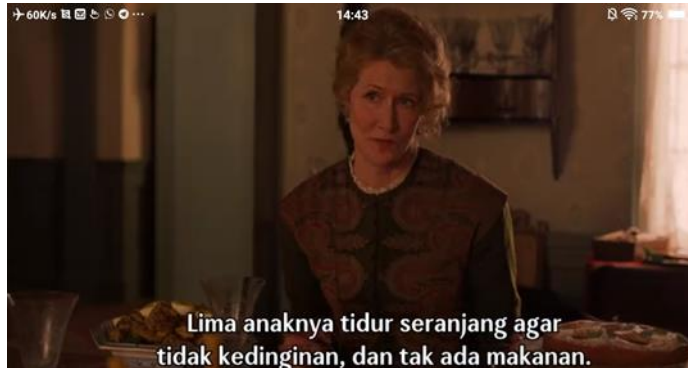 60K/s
14:43
77%
Lima anaknya tidur seranjang agar
tidak kedinginan, dan tak ada makanan.